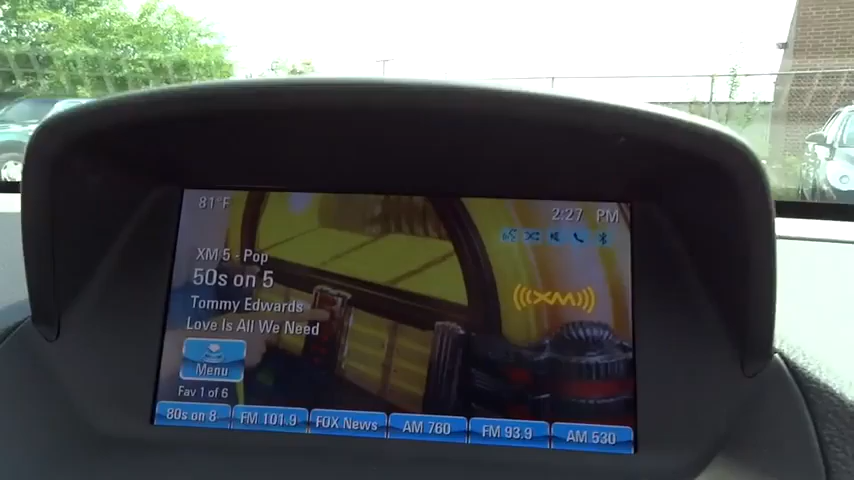 81°F
2:27 PM
XM 5 - Pop
50s on 5
Tommy Edwards
Love Is All We Need
((XM))
Menu
Fav 1 of 6
80s on 8
FM 101.9
FOX News
AM 760
FM 93.9
AM 530